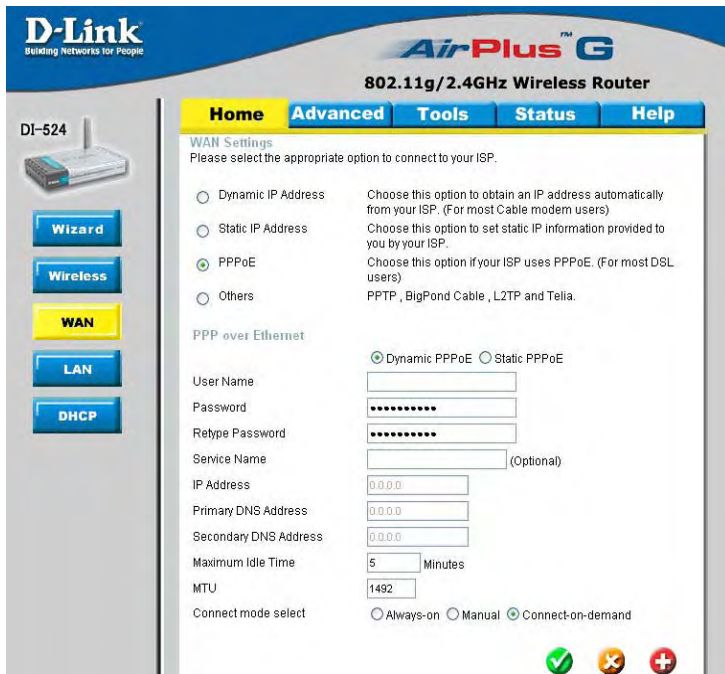 D-Link
Building Networks for People
AirPlus™ G
802.11g/2.4GHz Wireless Router
DI-524
Home Advanced Tools Status Help
WAN Settings
Please select the appropriate option to connect to your ISP.
Dynamic IP Address Choose this option to obtain an IP address automatically
from your ISP. (For most Cable modem users)
Static IP Address Choose this option to set static IP information provided to
you by your ISP.
PPPoE Choose this option if your ISP uses PPPoE. (For most DSL
users)
Others PPTP , BigPond Cable , L2TP and Telia.
Wizard
Wireless
WAN
LAN
DHCP
PPP over Ethernet
Dynamic PPPoE Static PPPoE
User Name
Password ••••••••••
Retype Password ••••••••••
Service Name (Optional)
IP Address 0.0.0.0
Primary DNS Address 0.0.0.0
Secondary DNS Address 0.0.0.0
Maximum Idle Time 5 Minutes
MTU 1492
Connect mode select Always-on Manual Connect-on-demand